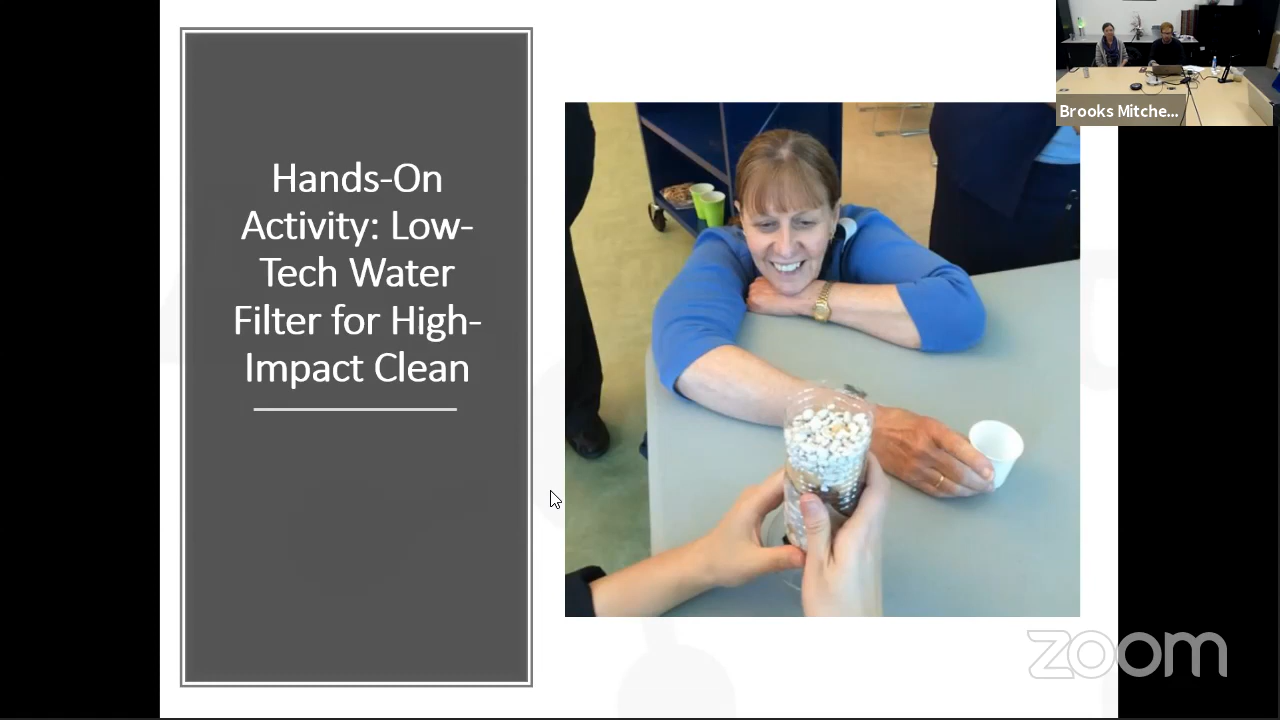 Hands-On
Activity: Low-
Tech Water
Filter for High-
Impact Clean
Brooks Mitche...
zoom